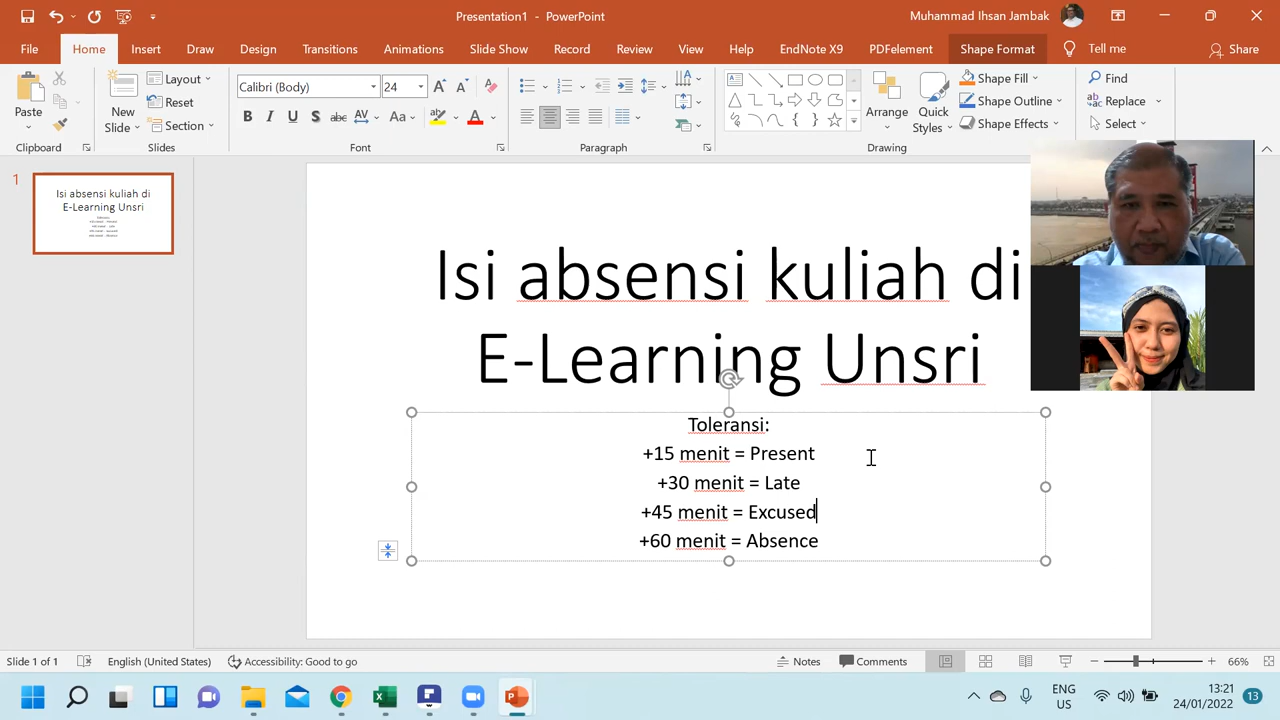 Presentation1 - PowerPoint
Muhammad Ihsan Jambak
File Home Insert Draw Design Transitions Animations Slide Show Record Review View Help EndNote X9 PDFelement Shape Format Tell me Share
Paste
Clipboard
New Slide
Layout
Reset
Section
Slides
Calibri (Body) 24
B I U S abc AV Aa A
Font
Paragraph
Arrange
Quick Styles
Shape Fill
Shape Outline
Shape Effects
Drawing
Find
Replace
Select
1
Isi absensi kuliah di
E-Learning Unsri
Isi absensi kuliah di
E-Learning Unsri
Toleransi:
+15 menit = Present
+30 menit = Late
+45 menit = Excused
+60 menit = Absence
Slide 1 of 1 English (United States) Accessibility: Good to go Notes Comments 66%
ENG
US
13:21
24/01/2022
13